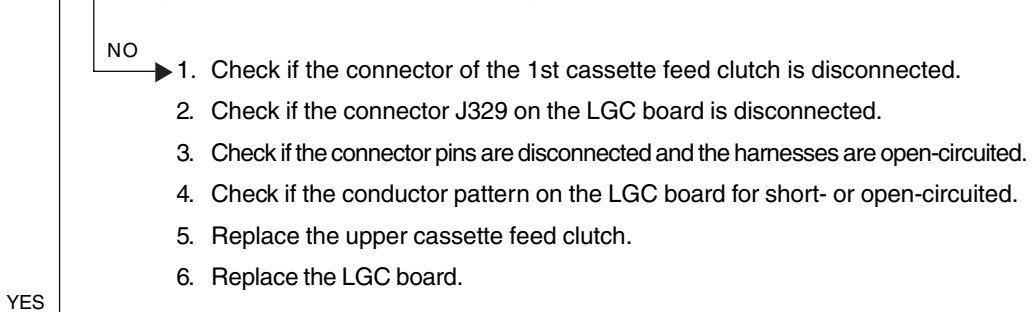 NO
1. Check if the connector of the 1st cassette feed clutch is disconnected.
2. Check if the connector J329 on the LGC board is disconnected.
3. Check if the connector pins are disconnected and the harnesses are open-circuited.
4. Check if the conductor pattern on the LGC board for short- or open-circuited.
5. Replace the upper cassette feed clutch.
6. Replace the LGC board.
YES